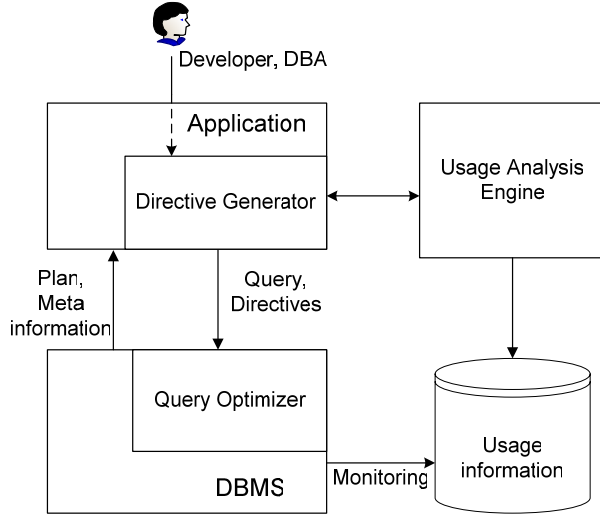 Developer, DBA
Application
Directive Generator
Usage Analysis
Engine
Plan,
Meta
information
Query,
Directives
Query Optimizer
DBMS
Monitoring
Usage
information